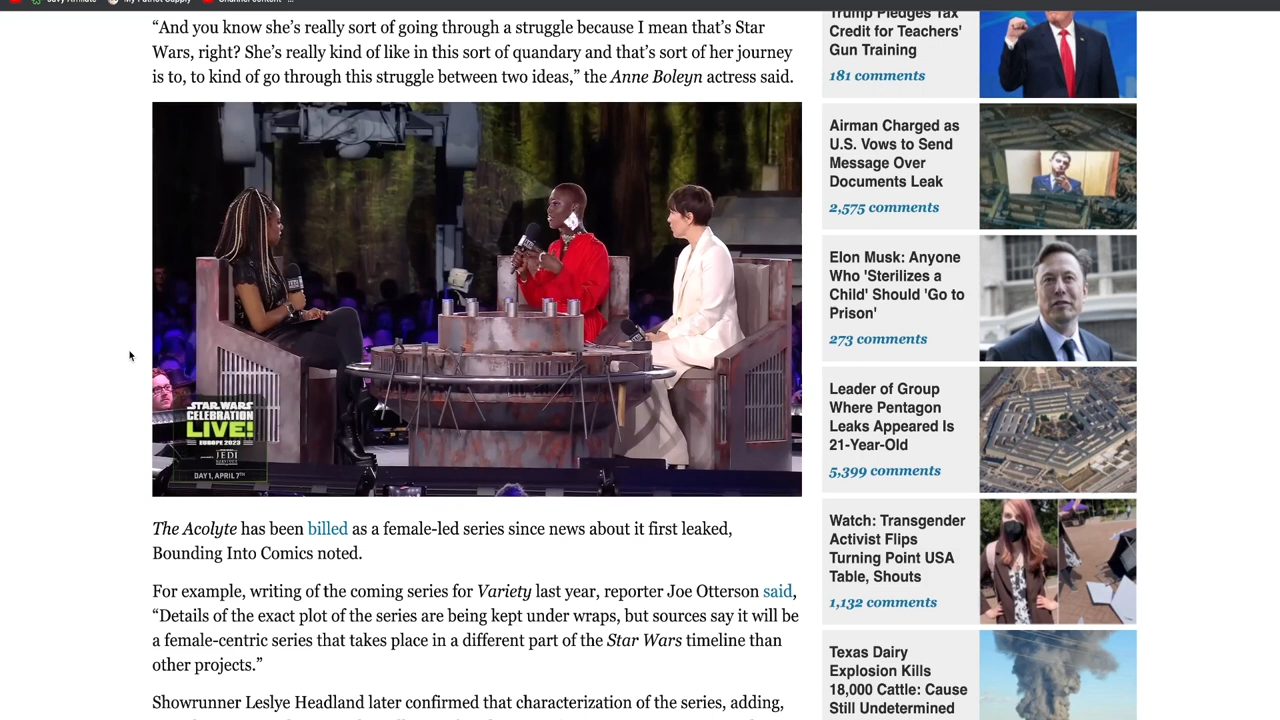 “And you know she’s really sort of going through a struggle because I mean that’s Star
Wars, right? She’s really kind of like in this sort of quandary and that’s sort of her journey
is to, to kind of go through this struggle between two ideas,” the Anne Boleyn actress said.
STAR WARS
CELEBRATION
LIVE!
EUROPE 2023
JEDI
DAY 1, APRIL 7TH
The Acolyte has been billed as a female-led series since news about it first leaked,
Bounding Into Comics noted.
For example, writing of the coming series for Variety last year, reporter Joe Otterson said,
“Details of the exact plot of the series are being kept under wraps, but sources say it will be
a female-centric series that takes place in a different part of the Star Wars timeline than
other projects.”
Showrunner Leslye Headland later confirmed that characterization of the series, adding,
Trump Pledges Tax
Credit for Teachers'
Gun Training
181 comments
Airman Charged as
U.S. Vows to Send
Message Over
Documents Leak
2,575 comments
Elon Musk: Anyone
Who 'Sterilizes a
Child' Should 'Go to
Prison'
273 comments
Leader of Group
Where Pentagon
Leaks Appeared Is
21-Year-Old
5,399 comments
Watch: Transgender
Activist Flips
Turning Point USA
Table, Shouts
1,132 comments
Texas Dairy
Explosion Kills
18,000 Cattle: Cause
Still Undetermined